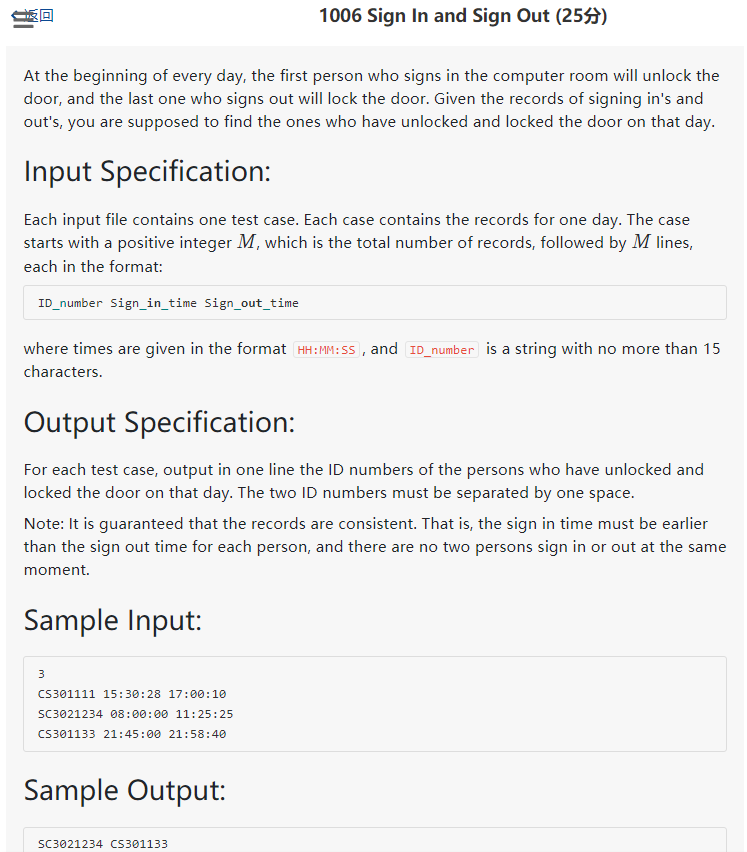 返回
1006 Sign In and Sign Out (25分)
At the beginning of every day, the first person who signs in the computer room will unlock the
door, and the last one who signs out will lock the door. Given the records of signing in's and
out's, you are supposed to find the ones who have unlocked and locked the door on that day.
Input Specification:
Each input file contains one test case. Each case contains the records for one day. The case
starts with a positive integer M, which is the total number of records, followed by M lines,
each in the format:
ID_number Sign_in_time Sign_out_time
where times are given in the format HH:MM:SS, and ID_number is a string with no more than 15
characters.
Output Specification:
For each test case, output in one line the ID numbers of the persons who have unlocked and
locked the door on that day. The two ID numbers must be separated by one space.
Note: It is guaranteed that the records are consistent. That is, the sign in time must be earlier
than the sign out time for each person, and there are no two persons sign in or out at the same
moment.
Sample Input:
3
CS301111 15:30:28 17:00:10
SC3021234 08:00:00 11:25:25
CS301133 21:45:00 21:58:40
Sample Output:
SC3021234 CS301133